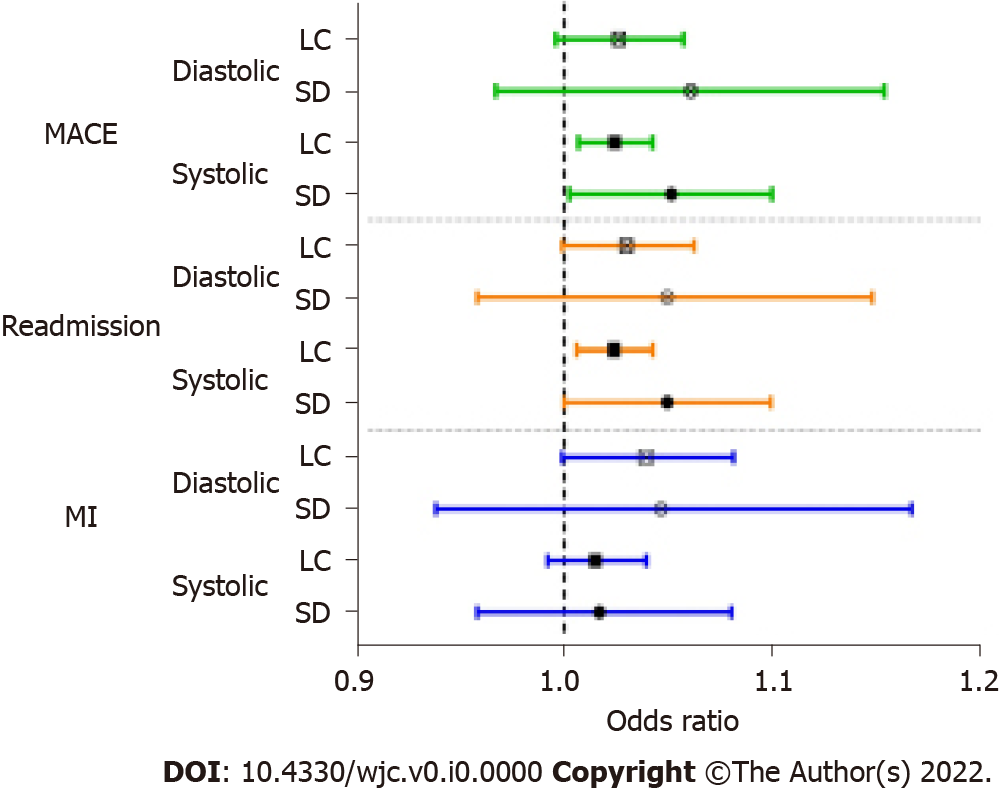 LC
Diastolic
SD
MACE
LC
Systolic
SD
LC
Diastolic
SD
Readmission
LC
Systolic
SD
LC
Diastolic
SD
MI
LC
Systolic
SD
0.9 1.0 1.1 1.2
Odds ratio
DOI: 10.4330/wjc.v0.i0.0000 Copyright ©The Author(s) 2022.